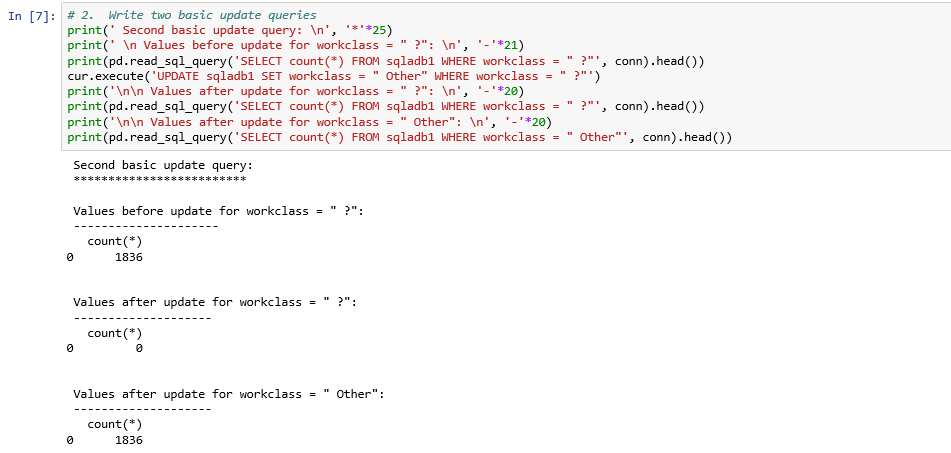 In [7]: # 2.  Write two basic update queries
print(' Second basic update query: \n', '*'*25)
print(' \n Values before update for workclass = " ?": \n', '-'*21)
print(pd.read_sql_query('SELECT count(*) FROM sqladb1 WHERE workclass = " ?"', conn).head())
cur.execute('UPDATE sqladb1 SET workclass = " Other" WHERE workclass = " ?"')
print('\n\n Values after update for workclass = " ?": \n', '-'*20)
print(pd.read_sql_query('SELECT count(*) FROM sqladb1 WHERE workclass = " ?"', conn).head())
print('\n\n Values after update for workclass = " Other": \n', '-'*20)
print(pd.read_sql_query('SELECT count(*) FROM sqladb1 WHERE workclass = " Other"', conn).head())
Second basic update query:
*************************
Values before update for workclass = " ?":
---------------------
count(*)
0      1836
Values after update for workclass = " ?":
--------------------
count(*)
0         0
Values after update for workclass = " Other":
--------------------
count(*)
0      1836